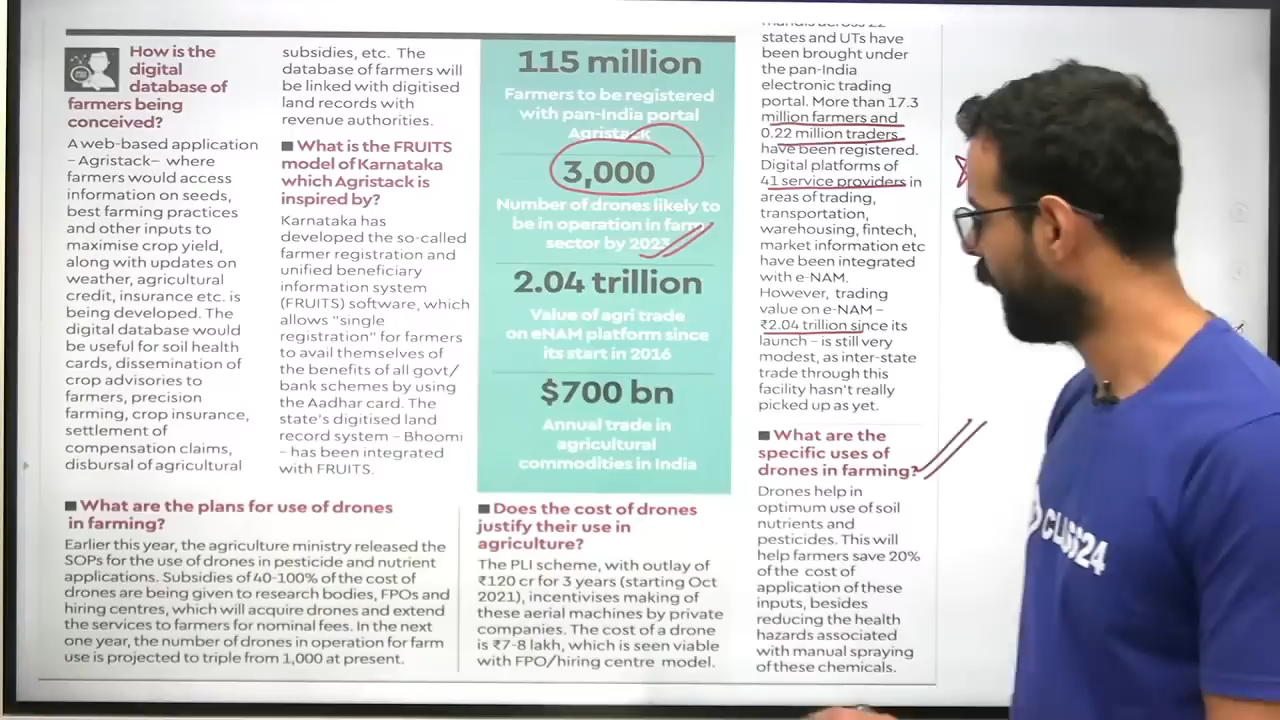 How is the
digital
database of
farmers being
conceived?
A web-based application
– Agristack– where
farmers would access
information on seeds,
best farming practices
and other inputs to
maximise crop yield,
along with updates on
weather, agricultural
credit, insurance etc. is
being developed. The
digital database would
be useful for soil health
cards, dissemination of
crop advisories to
farmers, precision
farming, crop insurance,
settlement of
compensation claims,
disbursal of agricultural
subsidies, etc. The
database of farmers will
be linked with digitised
land records with
revenue authorities.
What is the FRUITS
model of Karnataka
which Agristack is
inspired by?
Karnataka has
developed the so-called
farmer registration and
unified beneficiary
information system
(FRUITS) software, which
allows "single
registration" for farmers
to avail themselves of
the benefits of all govt/
bank schemes by using
the Aadhar card. The
state's digitised land
record system – Bhoomi
– has been integrated
with FRUITS.
115 million
Farmers to be registered
with pan-India portal
Agristack
3,000
Number of drones likely to
be in operation in farm
sector by 2023
2.04 trillion
Value of agri trade
on eNAM platform since
its start in 2016
$700 bn
Annual trade in
agricultural
commodities in India
mandis across 22
states and UTs have
been brought under
the pan-India
electronic trading
portal. More than 17.3
million farmers and
0.22 million traders
have been registered.
Digital platforms of
41 service providers in
areas of trading,
transportation,
warehousing, fintech,
market information etc
have been integrated
with e-NAM.
However, trading
value on e-NAM –
₹2.04 trillion since its
launch – is still very
modest, as inter-state
trade through this
facility hasn't really
picked up as yet.
What are the
specific uses of
drones in farming?
Drones help in
optimum use of soil
nutrients and
pesticides. This will
help farmers save 20%
of the cost of
application of these
inputs, besides
reducing the health
hazards associated
with manual spraying
of these chemicals.
What are the plans for use of drones
in farming?
Earlier this year, the agriculture ministry released the
SOPs for the use of drones in pesticide and nutrient
applications. Subsidies of 40-100% of the cost of
drones are being given to research bodies, FPOs and
hiring centres, which will acquire drones and extend
the services to farmers for nominal fees. In the next
one year, the number of drones in operation for farm
use is projected to triple from 1,000 at present.
Does the cost of drones
justify their use in
agriculture?
The PLI scheme, with outlay of
₹120 cr for 3 years (starting Oct
2021), incentivises making of
these aerial machines by private
companies. The cost of a drone
is ₹7-8 lakh, which is seen viable
with FPO/hiring centre model.